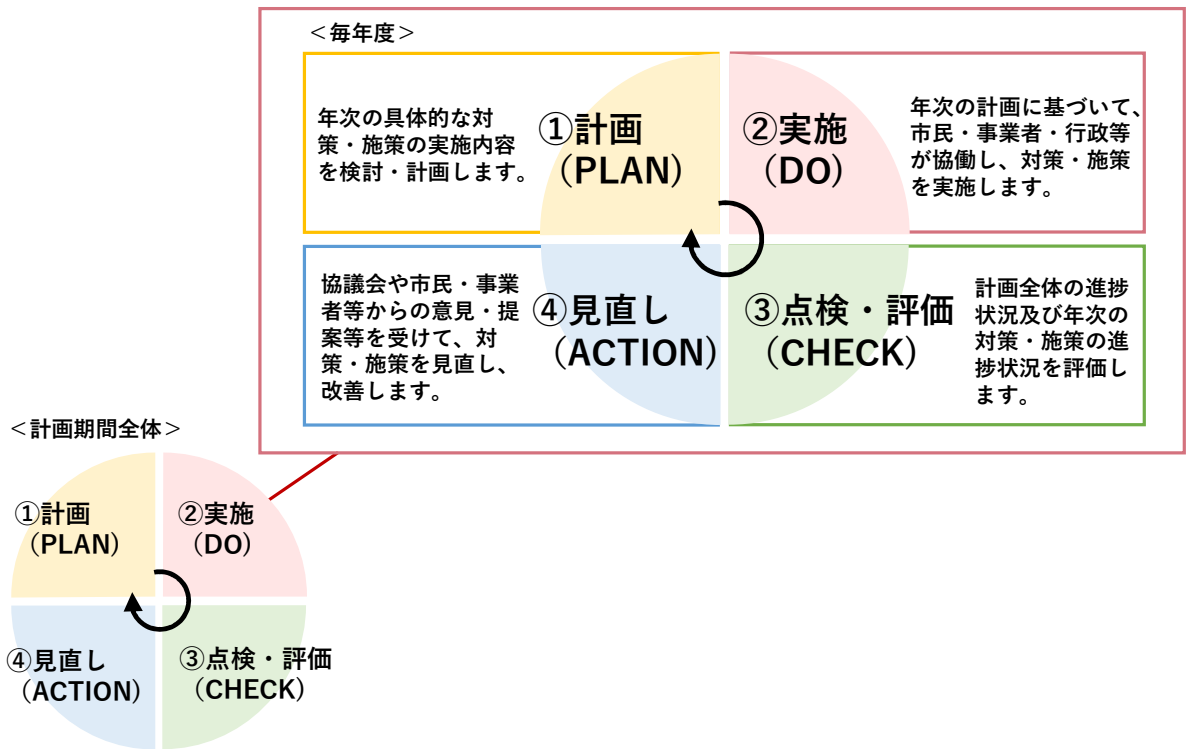 ＜毎年度＞
年次の具体的な対
策・施策の実施内容
を検討・計画します。
①計画
（PLAN）
②実施
（DO）
年次の計画に基づいて、
市民・事業者・行政等
が協働し、対策・施策
を実施します。
協議会や市民・事業
者等からの意見・提
案等を受けて、対
策・施策を見直し、
改善します。
④見直し
（ACTION）
③点検・評価
（CHECK）
計画全体の進捗
状況及び年次の
対策・施策の進
捗状況を評価し
ます。
＜計画期間全体＞
①計画
（PLAN）
②実施
（DO）
④見直し
（ACTION）
③点検・評価
（CHECK）